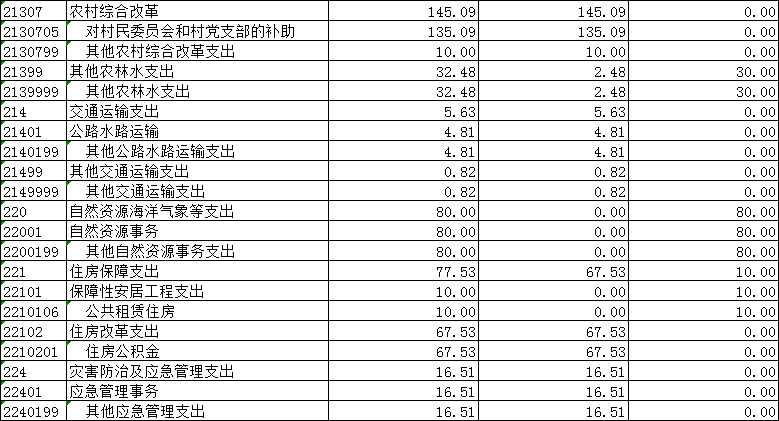 21307 农村综合改革 145.09 145.09 0.00
2130705 对村民委员会和村党支部的补助 135.09 135.09 0.00
2130799 其他农村综合改革支出 10.00 10.00 0.00
21399 其他农林水支出 32.48 2.48 30.00
2139999 其他农林水支出 32.48 2.48 30.00
214 交通运输支出 5.63 5.63 0.00
21401 公路水路运输 4.81 4.81 0.00
2140199 其他公路水路运输支出 4.81 4.81 0.00
21499 其他交通运输支出 0.82 0.82 0.00
2149999 其他交通运输支出 0.82 0.82 0.00
220 自然资源海洋气象等支出 80.00 0.00 80.00
22001 自然资源事务 80.00 0.00 80.00
2200199 其他自然资源事务支出 80.00 0.00 80.00
221 住房保障支出 77.53 67.53 10.00
22101 保障性安居工程支出 10.00 0.00 10.00
2210106 公共租赁住房 10.00 0.00 10.00
22102 住房改革支出 67.53 67.53 0.00
2210201 住房公积金 67.53 67.53 0.00
224 灾害防治及应急管理支出 16.51 16.51 0.00
22401 应急管理事务 16.51 16.51 0.00
2240199 其他应急管理支出 16.51 16.51 0.00